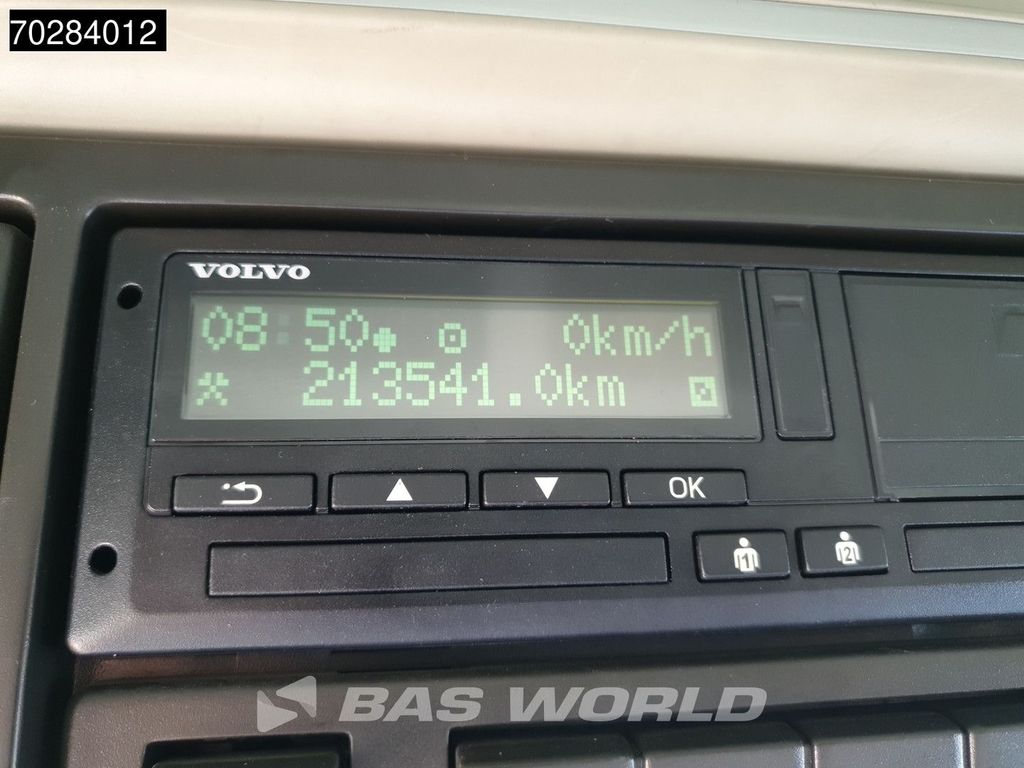 70284012
VOLVO
08:50 0km/h
213541.0km
OK
1 2
BAS WORLD